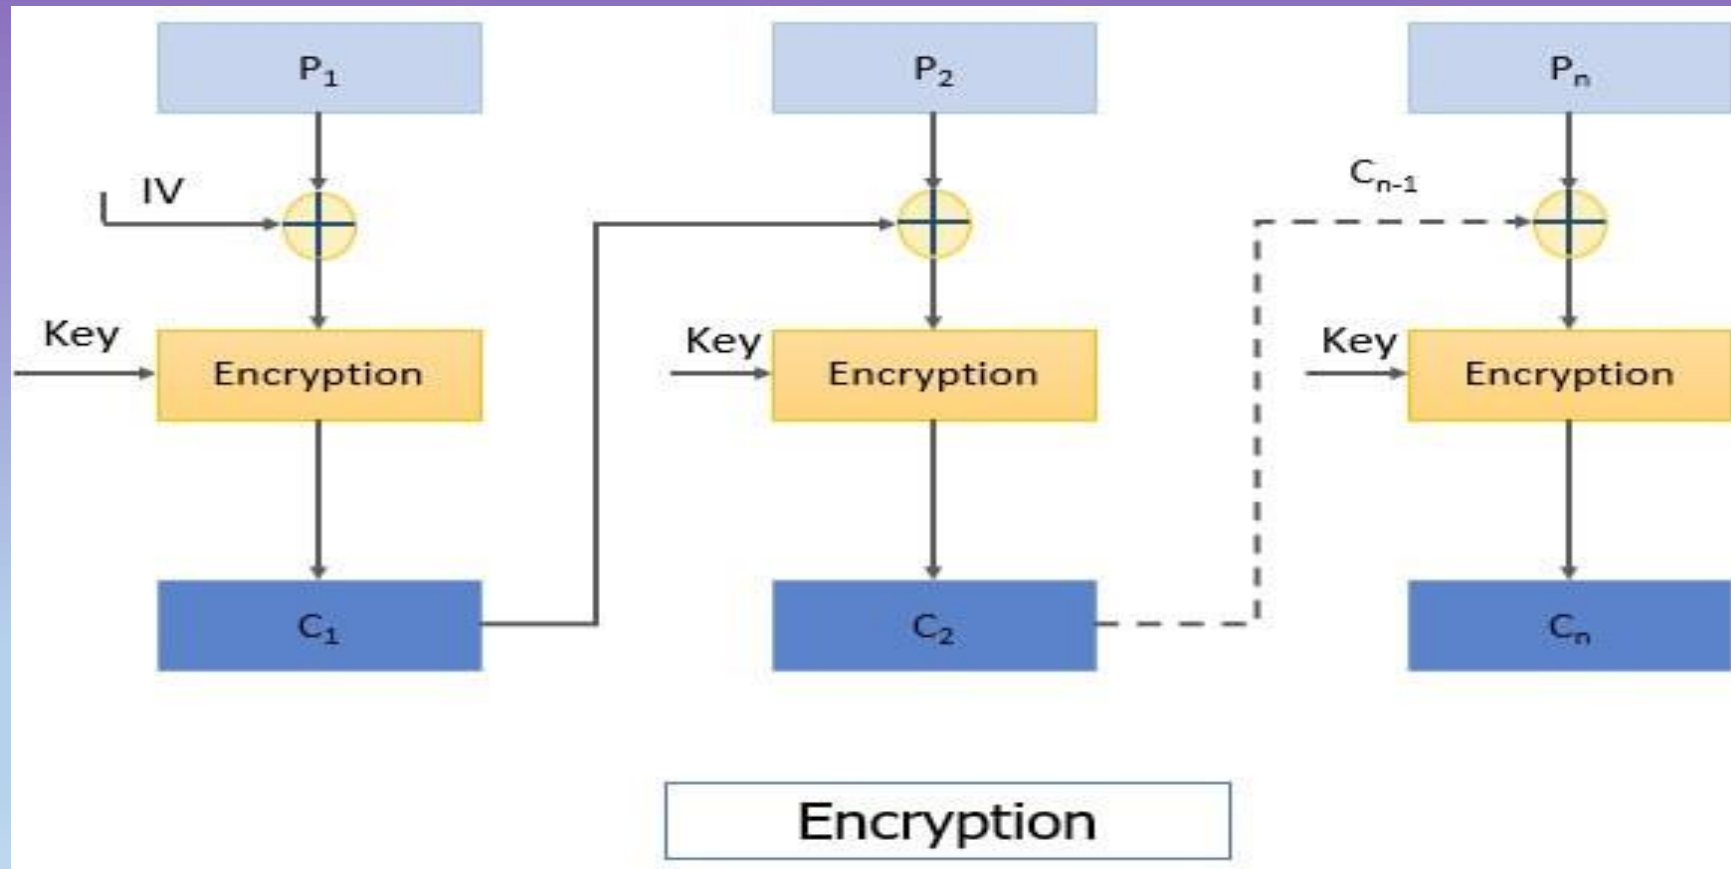 P₁ P₂ Pₙ
IV Cₙ₋₁
Key Key Key
Encryption Encryption Encryption
C₁ C₂ Cₙ
Encryption